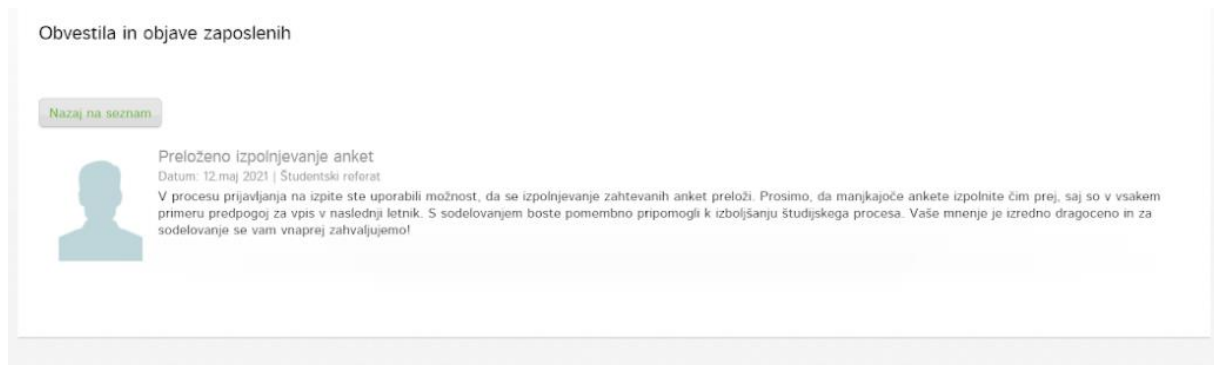 Obvestila in objave zaposlenih
Nazaj na seznam
Preloženo izpolnjevanje anket
Datum: 12.maj 2021 | Študentski referat
V procesu prijavljanja na izpite ste uporabili možnost, da se izpolnjevanje zahtevanih anket preloži. Prosimo, da manjkajoče ankete izpolnite čim prej, saj so v vsakem
primeru predpogoj za vpis v naslednji letnik. S sodelovanjem boste pomembno pripomogli k izboljšanju študijskega procesa. Vaše mnenje je izredno dragoceno in za
sodelovanje se vam vnaprej zahvaljujemo!